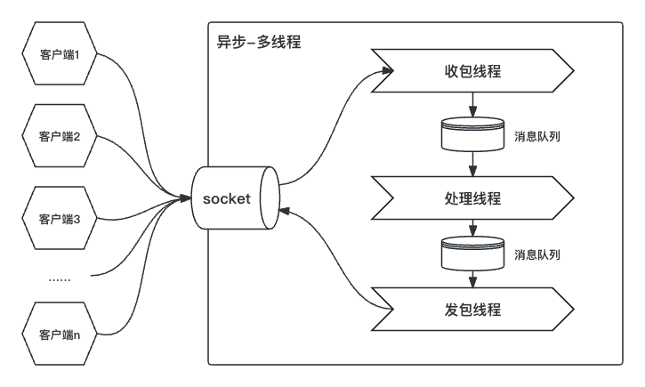 异步-多线程
客户端1
客户端2
客户端3
......
客户端n
socket
收包线程
消息队列
处理线程
消息队列
发包线程